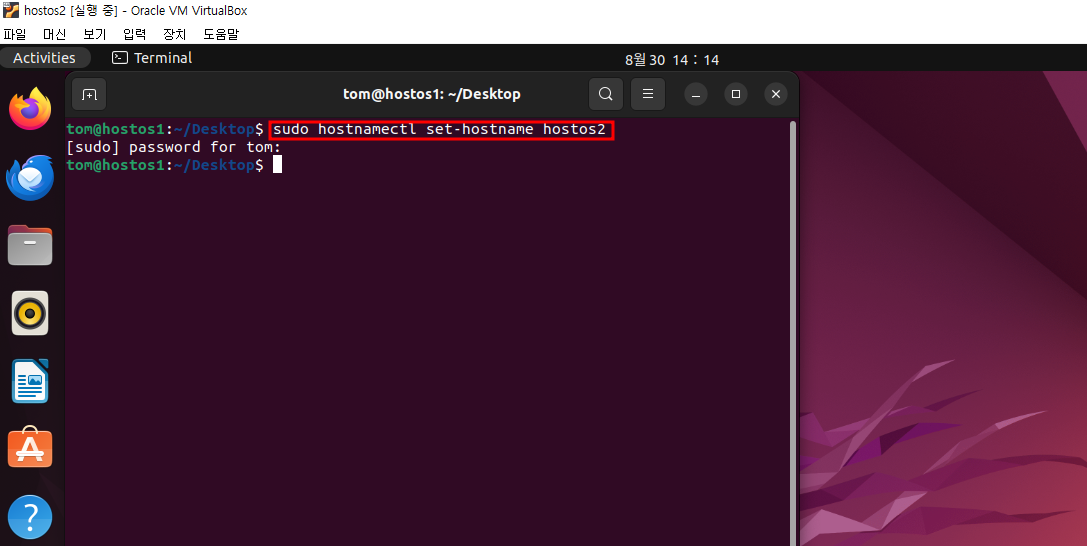 hostos2 [실행 중] - Oracle VM VirtualBox
파일 머신 보기 입력 장치 도움말
Activities Terminal 8월 30 14 : 14
tom@hostos1: ~/Desktop
tom@hostos1:~/Desktop$ sudo hostnamectl set-hostname hostos2
[sudo] password for tom:
tom@hostos1:~/Desktop$